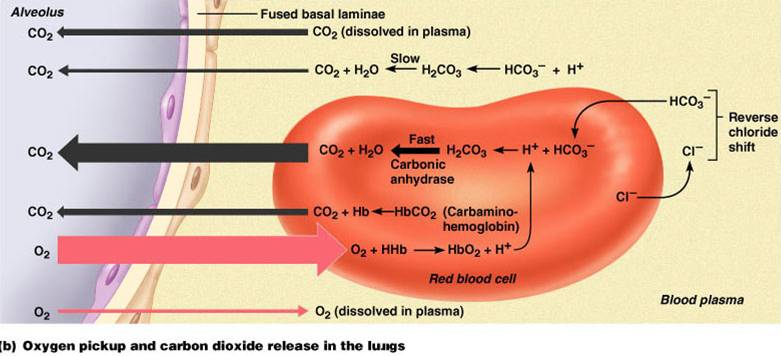 Alveolus
Fused basal laminae
CO₂
CO₂ (dissolved in plasma)
CO₂
CO₂ + H₂O
Slow
H₂CO₃
HCO₃⁻ + H⁺
HCO₃⁻
Reverse
chloride
shift
Cl⁻
CO₂
CO₂ + H₂O
Fast
Carbonic
anhydrase
H₂CO₃
H⁺ + HCO₃⁻
Cl⁻
CO₂
CO₂ + Hb
HbCO₂ (Carbamino-
hemoglobin)
O₂
O₂ + HHb
HbO₂ + H⁺
Red blood cell
Blood plasma
O₂
O₂ (dissolved in plasma)
(b) Oxygen pickup and carbon dioxide release in the lungs